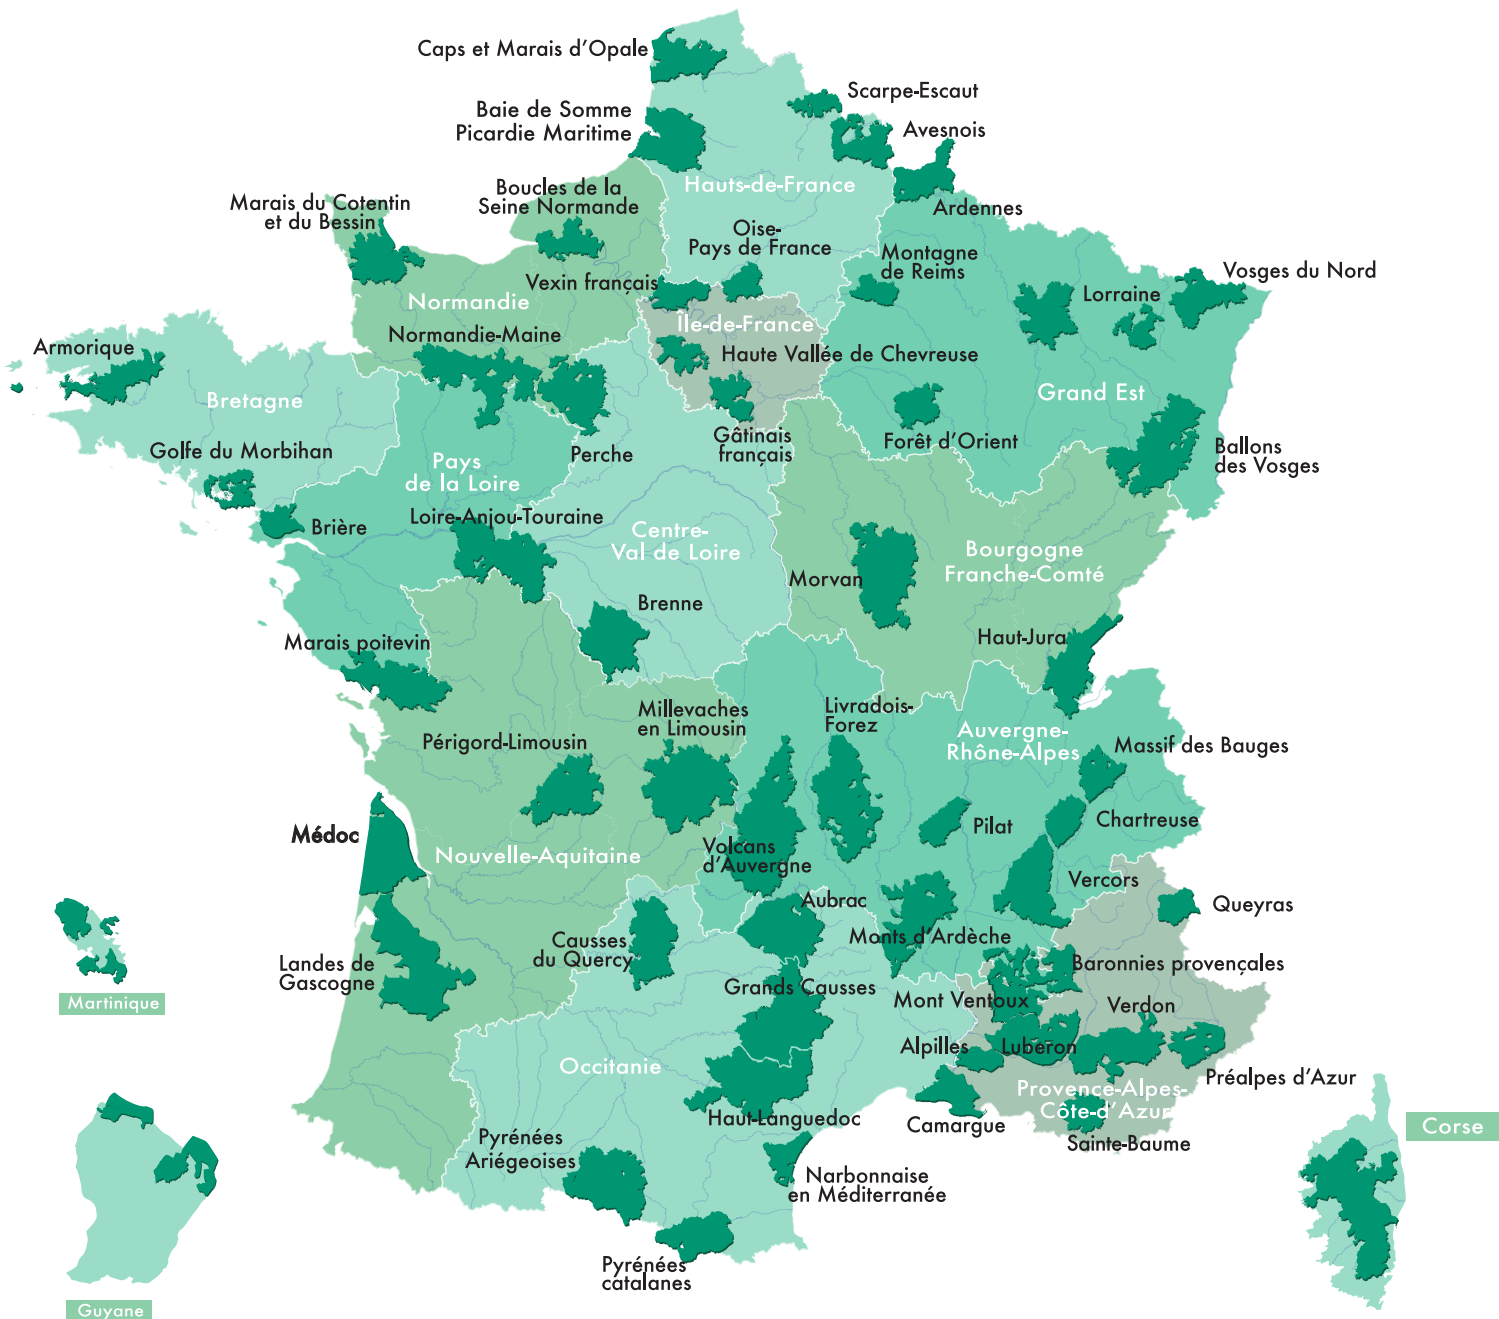 Caps et Marais d'Opale
Scarpe-Escaut
Baie de Somme
Picardie Maritime
Avesnois
Hauts-de-France
Boucles de la
Seine Normande
Marais du Cotentin
et du Bessin
Ardennes
Oise-
Pays de France
Montagne
de Reims
Vosges du Nord
Vexin français
Lorraine
Normandie
Île-de-France
Normandie-Maine
Armorique
Haute Vallée de Chevreuse
Grand Est
Bretagne
Gâtinais
français
Forêt d'Orient
Ballons
des Vosges
Golfe du Morbihan
Perche
Pays
de la Loire
Loire-Anjou-Touraine
Brière
Centre-
Val de Loire
Bourgogne
Franche-Comté
Morvan
Brenne
Haut-Jura
Marais poitevin
Millevaches
en Limousin
Livradois-
Forez
Périgord-Limousin
Auvergne-
Rhône-Alpes
Massif des Bauges
Médoc
Pilat
Chartreuse
Nouvelle-Aquitaine
Volcans
d'Auvergne
Vercors
Aubrac
Queyras
Causses
du Quercy
Monts d'Ardèche
Landes de
Gascogne
Baronnies provençales
Grands Causses
Mont Ventoux
Verdon
Martinique
Alpilles
Luberon
Occitanie
Préalpes d'Azur
Provence-Alpes-
Côte-d'Azur
Haut-Languedoc
Camargue
Sainte-Baume
Corse
Pyrénées
Ariégeoises
Narbonnaise
en Méditerranée
Pyrénées
catalanes
Guyane